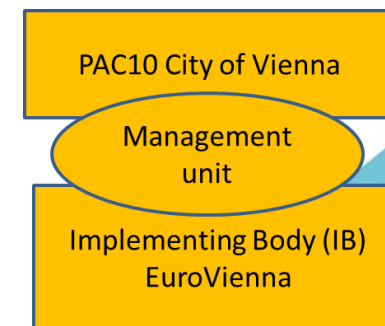 PAC10 City of Vienna
Management
unit
Implementing Body (IB)
EuroVienna